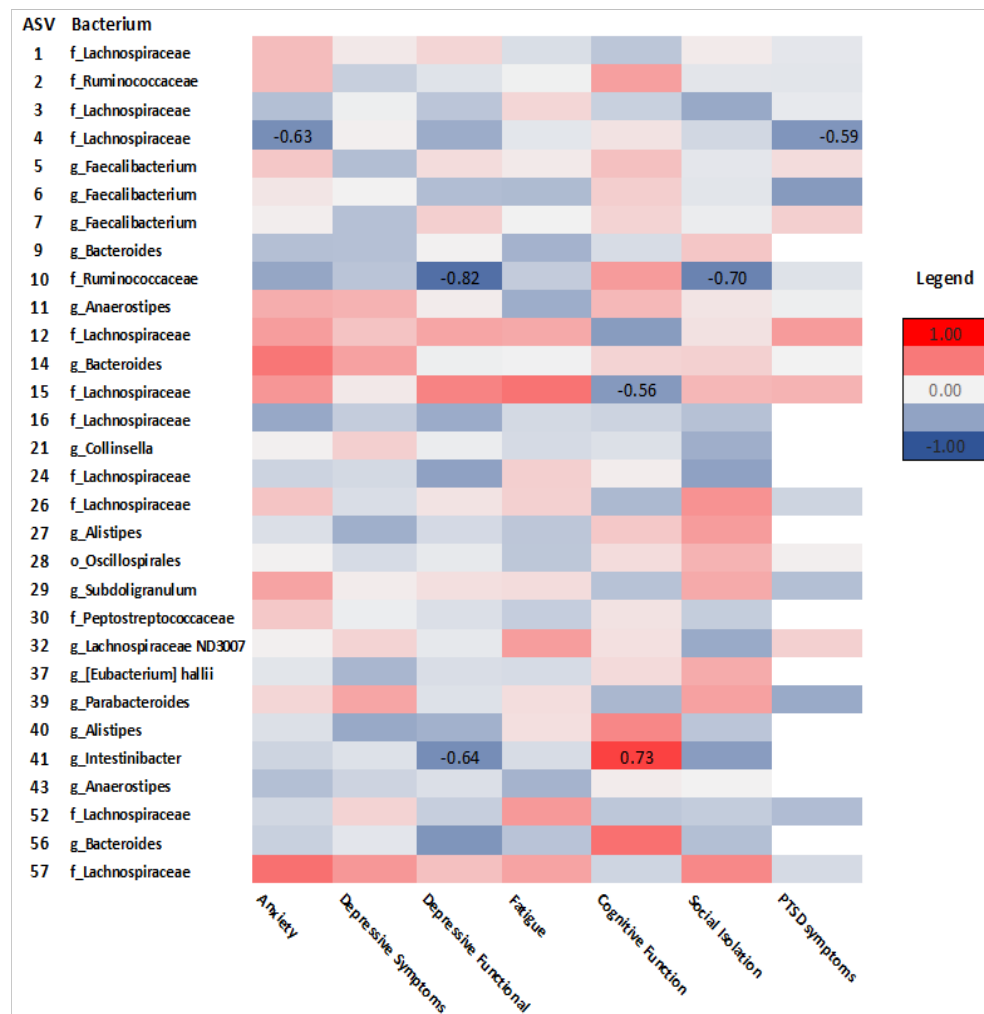 ASV Bacterium
1 f_Lachnospiraceae
2 f_Ruminococcaceae
3 f_Lachnospiraceae
4 f_Lachnospiraceae -0.63 -0.59
5 g_Faecalibacterium
6 g_Faecalibacterium
7 g_Faecalibacterium
9 g_Bacteroides
10 f_Ruminococcaceae -0.82 -0.70
11 g_Anaerostipes
12 f_Lachnospiraceae
14 g_Bacteroides
15 f_Lachnospiraceae -0.56
16 f_Lachnospiraceae
21 g_Collinsella
24 f_Lachnospiraceae
26 f_Lachnospiraceae
27 g_Alistipes
28 o_Oscillospirales
29 g_Subdoligranulum
30 f_Peptostreptococcaceae
32 g_Lachnospiraceae ND3007
37 g_[Eubacterium] hallii
39 g_Parabacteroides
40 g_Alistipes
41 g_Intestinibacter -0.64 0.73
43 g_Anaerostipes
52 f_Lachnospiraceae
56 g_Bacteroides
57 f_Lachnospiraceae
Anxiety
Depressive Symptoms
Depressive Functional
Fatigue
Cognitive Function
Social Isolation
PTSD symptoms
Legend
1.00
0.00
-1.00